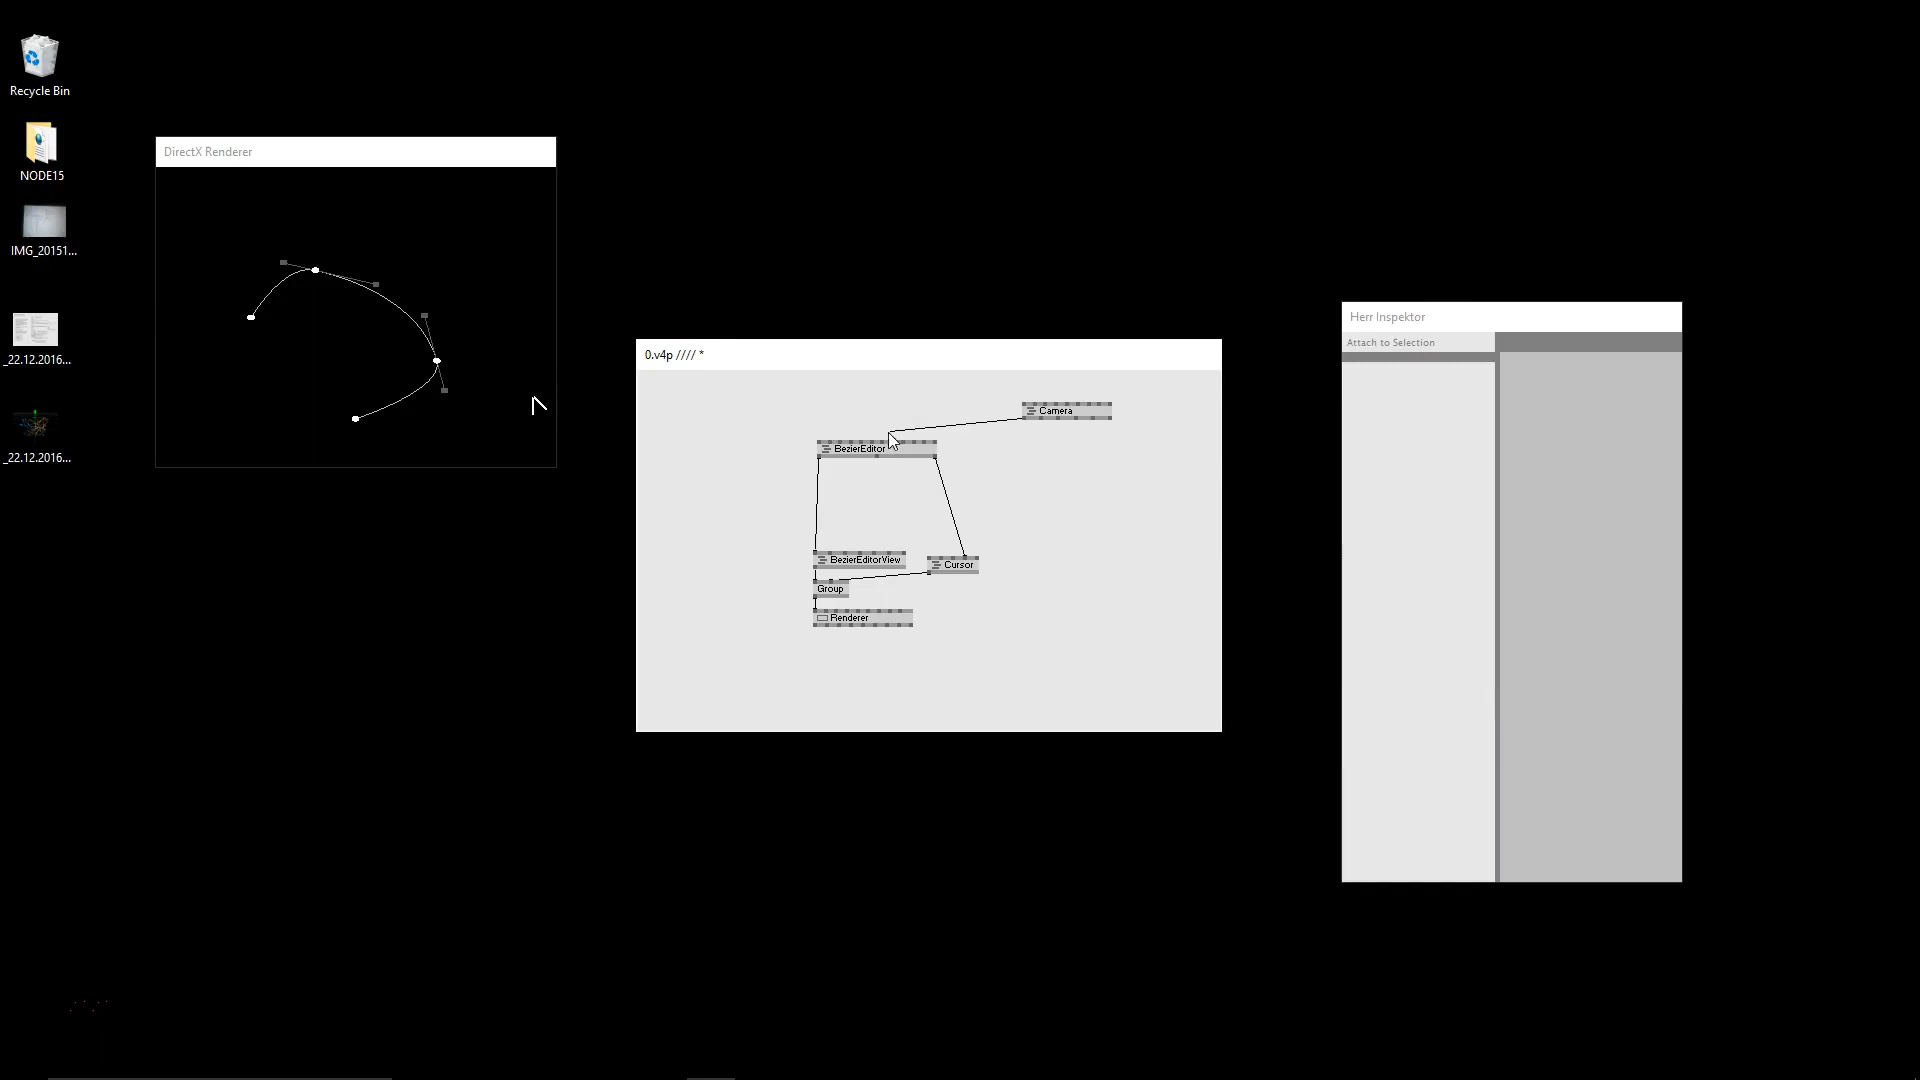 Recycle Bin
NODE15
IMG_20151...
_22.12.2016...
_22.12.2016...
DirectX Renderer
0.v4p //// *
Camera
BezierEditor
BezierEditorView
Cursor
Group
Renderer
Herr Inspektor
Attach to Selection